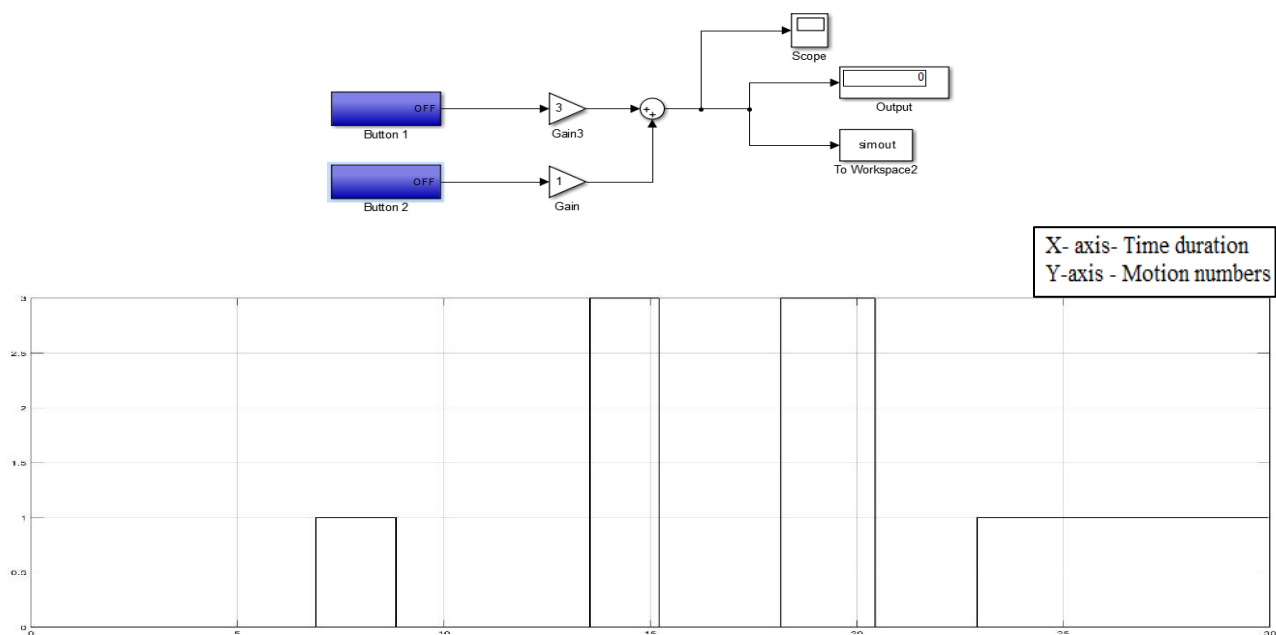 Scope
0
Output
OFF
Button 1
3
Gain3
+
+
simout
To Workspace2
OFF
Button 2
1
Gain
X- axis- Time duration
Y-axis - Motion numbers
3
2.5
2
1.5
1
0.5
0
0 5 10 15 20 25 30